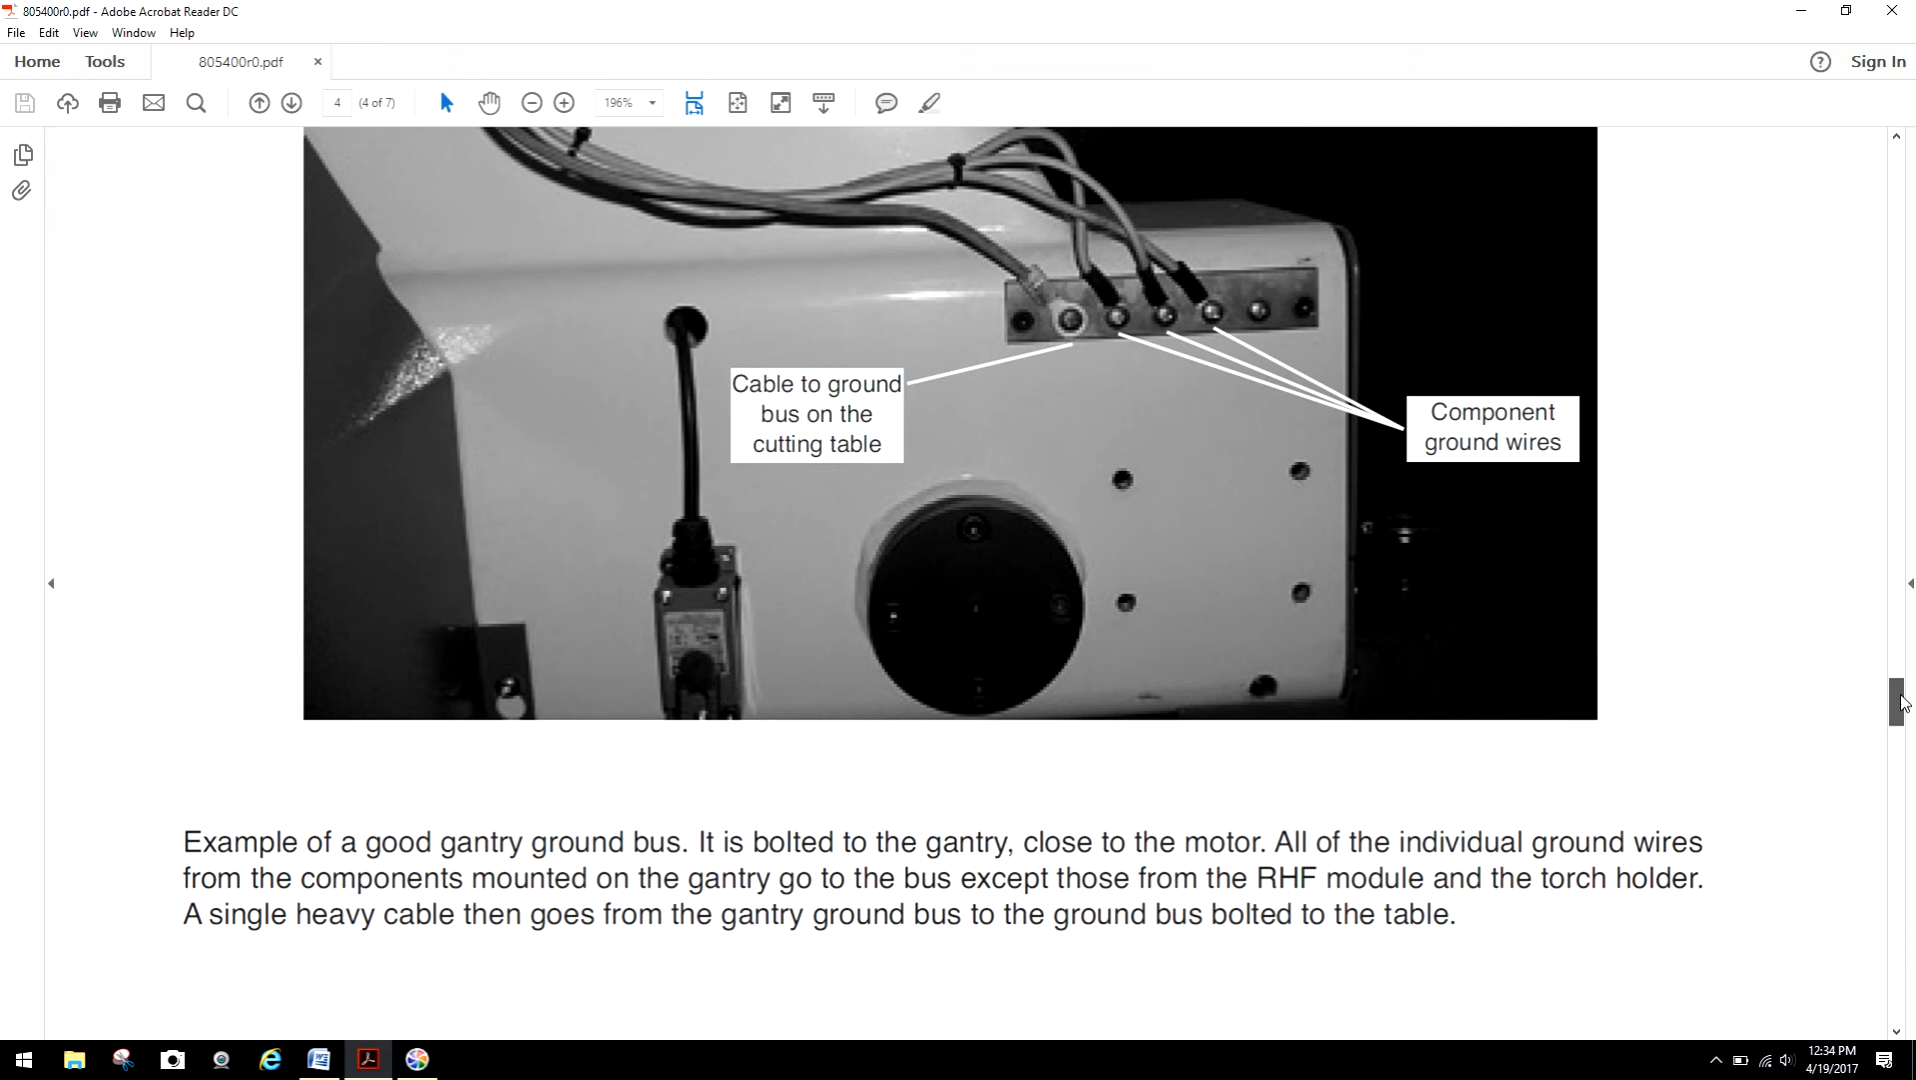 805400r0.pdf - Adobe Acrobat Reader DC
File Edit View Window Help
Home Tools 805400r0.pdf Sign In
4 (4 of 7) 196%
Cable to ground
bus on the
cutting table
Component
ground wires
Example of a good gantry ground bus. It is bolted to the gantry, close to the motor. All of the individual ground wires
from the components mounted on the gantry go to the bus except those from the RHF module and the torch holder.
A single heavy cable then goes from the gantry ground bus to the ground bus bolted to the table.
12:34 PM
4/19/2017